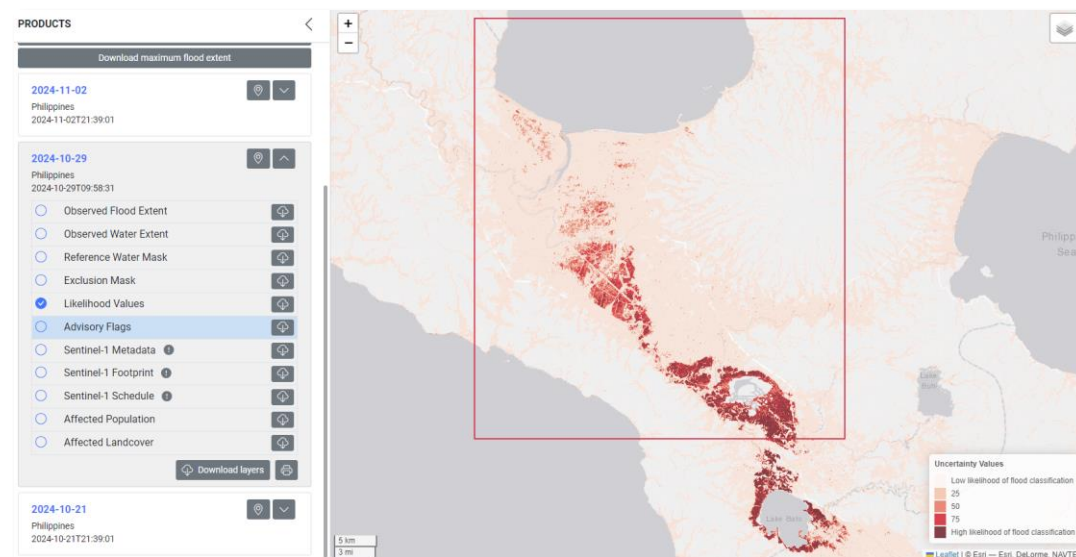 PRODUCTS
Download maximum flood extent
2024-11-02
Philippines
2024-11-02T21:39:01
2024-10-29
Philippines
2024-10-29T09:58:31
Observed Flood Extent
Observed Water Extent
Reference Water Mask
Exclusion Mask
Likelihood Values
Advisory Flags
Sentinel-1 Metadata
Sentinel-1 Footprint
Sentinel-1 Schedule
Affected Population
Affected Landcover
Download layers
2024-10-21
Philippines
2024-10-21T21:39:01
+
−
Philipp
Sea
Lake
Buhi
Lake Bato
Uncertainty Values
Low likelihood of flood classification
25
50
75
High likelihood of flood classification
5 km
3 mi
Leaflet | © Esri — Esri, DeLorme, NAVTE